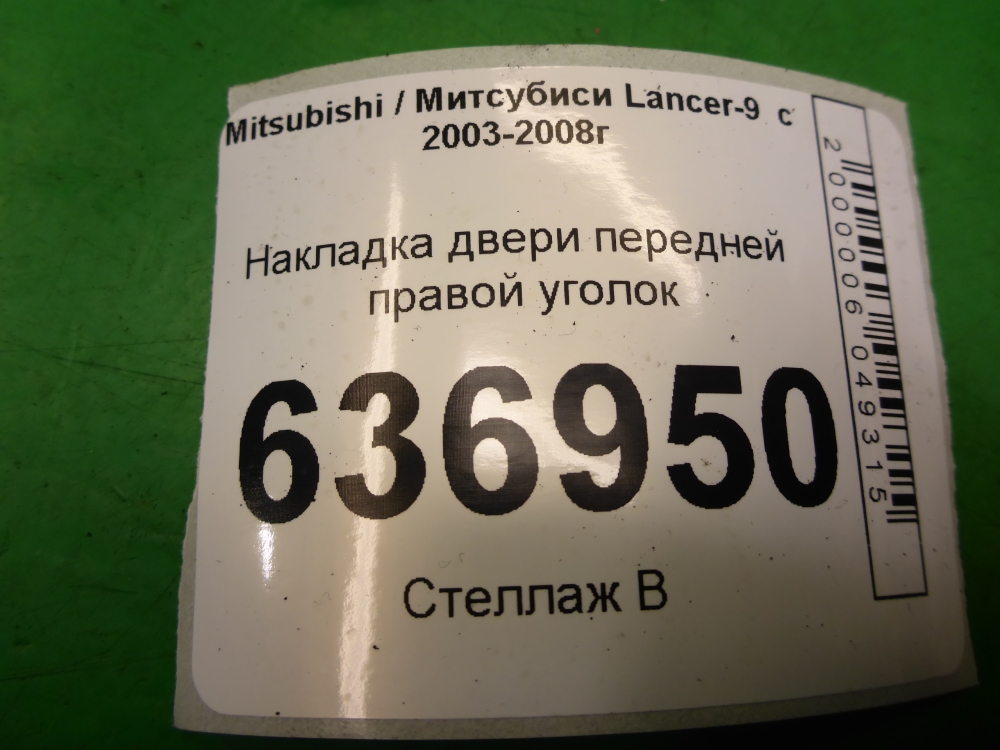 Mitsubishi / Митсубиси Lancer-9 с
2003-2008г
Накладка двери передней
правой уголок
636950
Стеллаж В
2000006049315